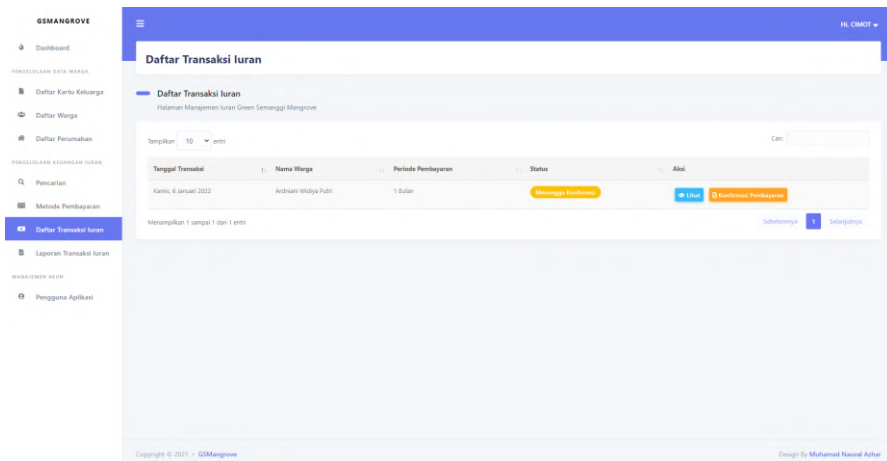 GSMANGROVE
HI, CIMOT
Dashboard
PENGELOLAAN DATA WARGA
Daftar Kartu Keluarga
Daftar Warga
Daftar Perumahan
PENGELOLAAN KEUANGAN IURAN
Pencarian
Metode Pembayaran
Daftar Transaksi Iuran
Laporan Transaksi Iuran
MANAJEMEN AKUN
Pengguna Aplikasi
Daftar Transaksi Iuran
Daftar Transaksi Iuran
Halaman Manajemen Iuran Green Semanggi Mangrove
Tampilkan 10 entri
Cari:
Tanggal Transaksi Nama Warga Periode Pembayaran Status Aksi
Kamis, 6 Januari 2022 Ardniani Widiya Putri 1 Bulan Menunggu Konfirmasi Lihat Konfirmasi Pembayaran
Menampilkan 1 sampai 1 dari 1 entri
Sebelumnya 1 Selanjutnya
Copyright © 2021 • GSMangrove
Design By Muhamad Nauval Azhar